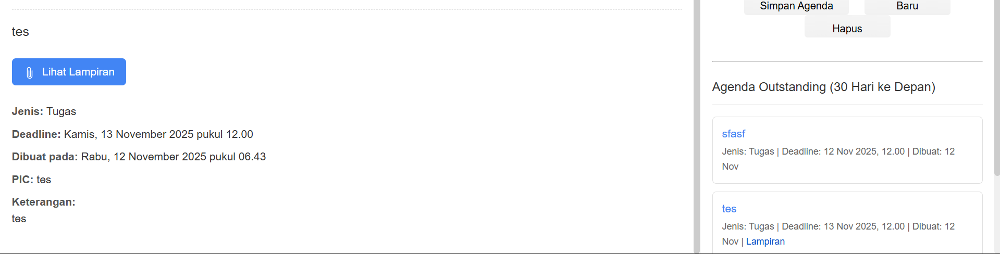 tes
Lihat Lampiran
Jenis: Tugas
Deadline: Kamis, 13 November 2025 pukul 12.00
Dibuat pada: Rabu, 12 November 2025 pukul 06.43
PIC: tes
Keterangan:
tes
Simpan Agenda
Baru
Hapus
Agenda Outstanding (30 Hari ke Depan)
sfasf
Jenis: Tugas | Deadline: 12 Nov 2025, 12.00 | Dibuat: 12
Nov
tes
Jenis: Tugas | Deadline: 13 Nov 2025, 12.00 | Dibuat: 12
Nov | Lampiran